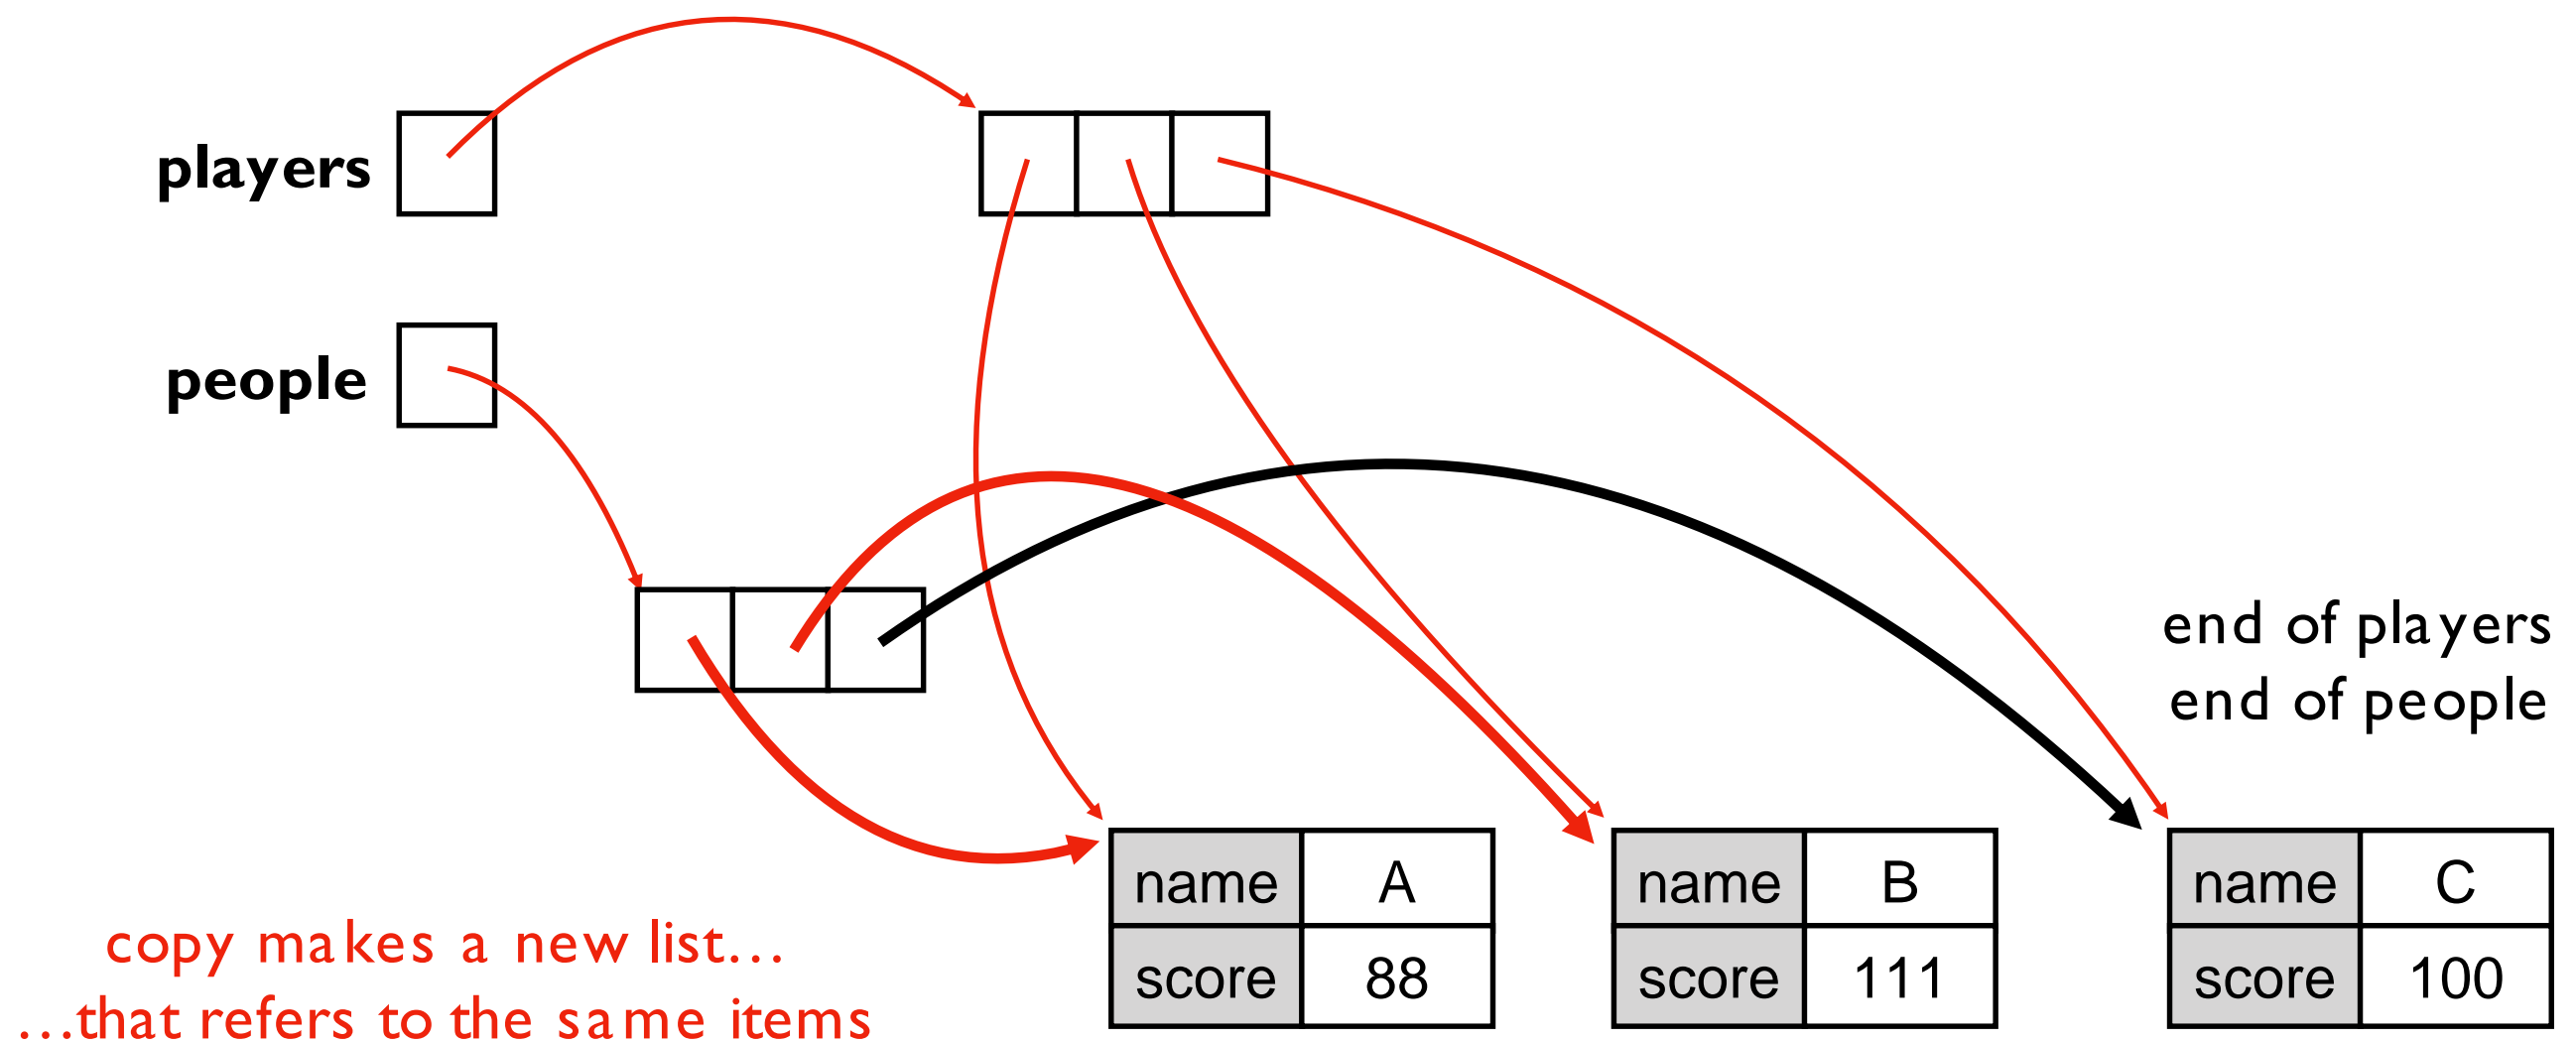 players
people
end of players
end of people
name A
score 88
name B
score 111
name C
score 100
copy makes a new list…
…that refers to the same items